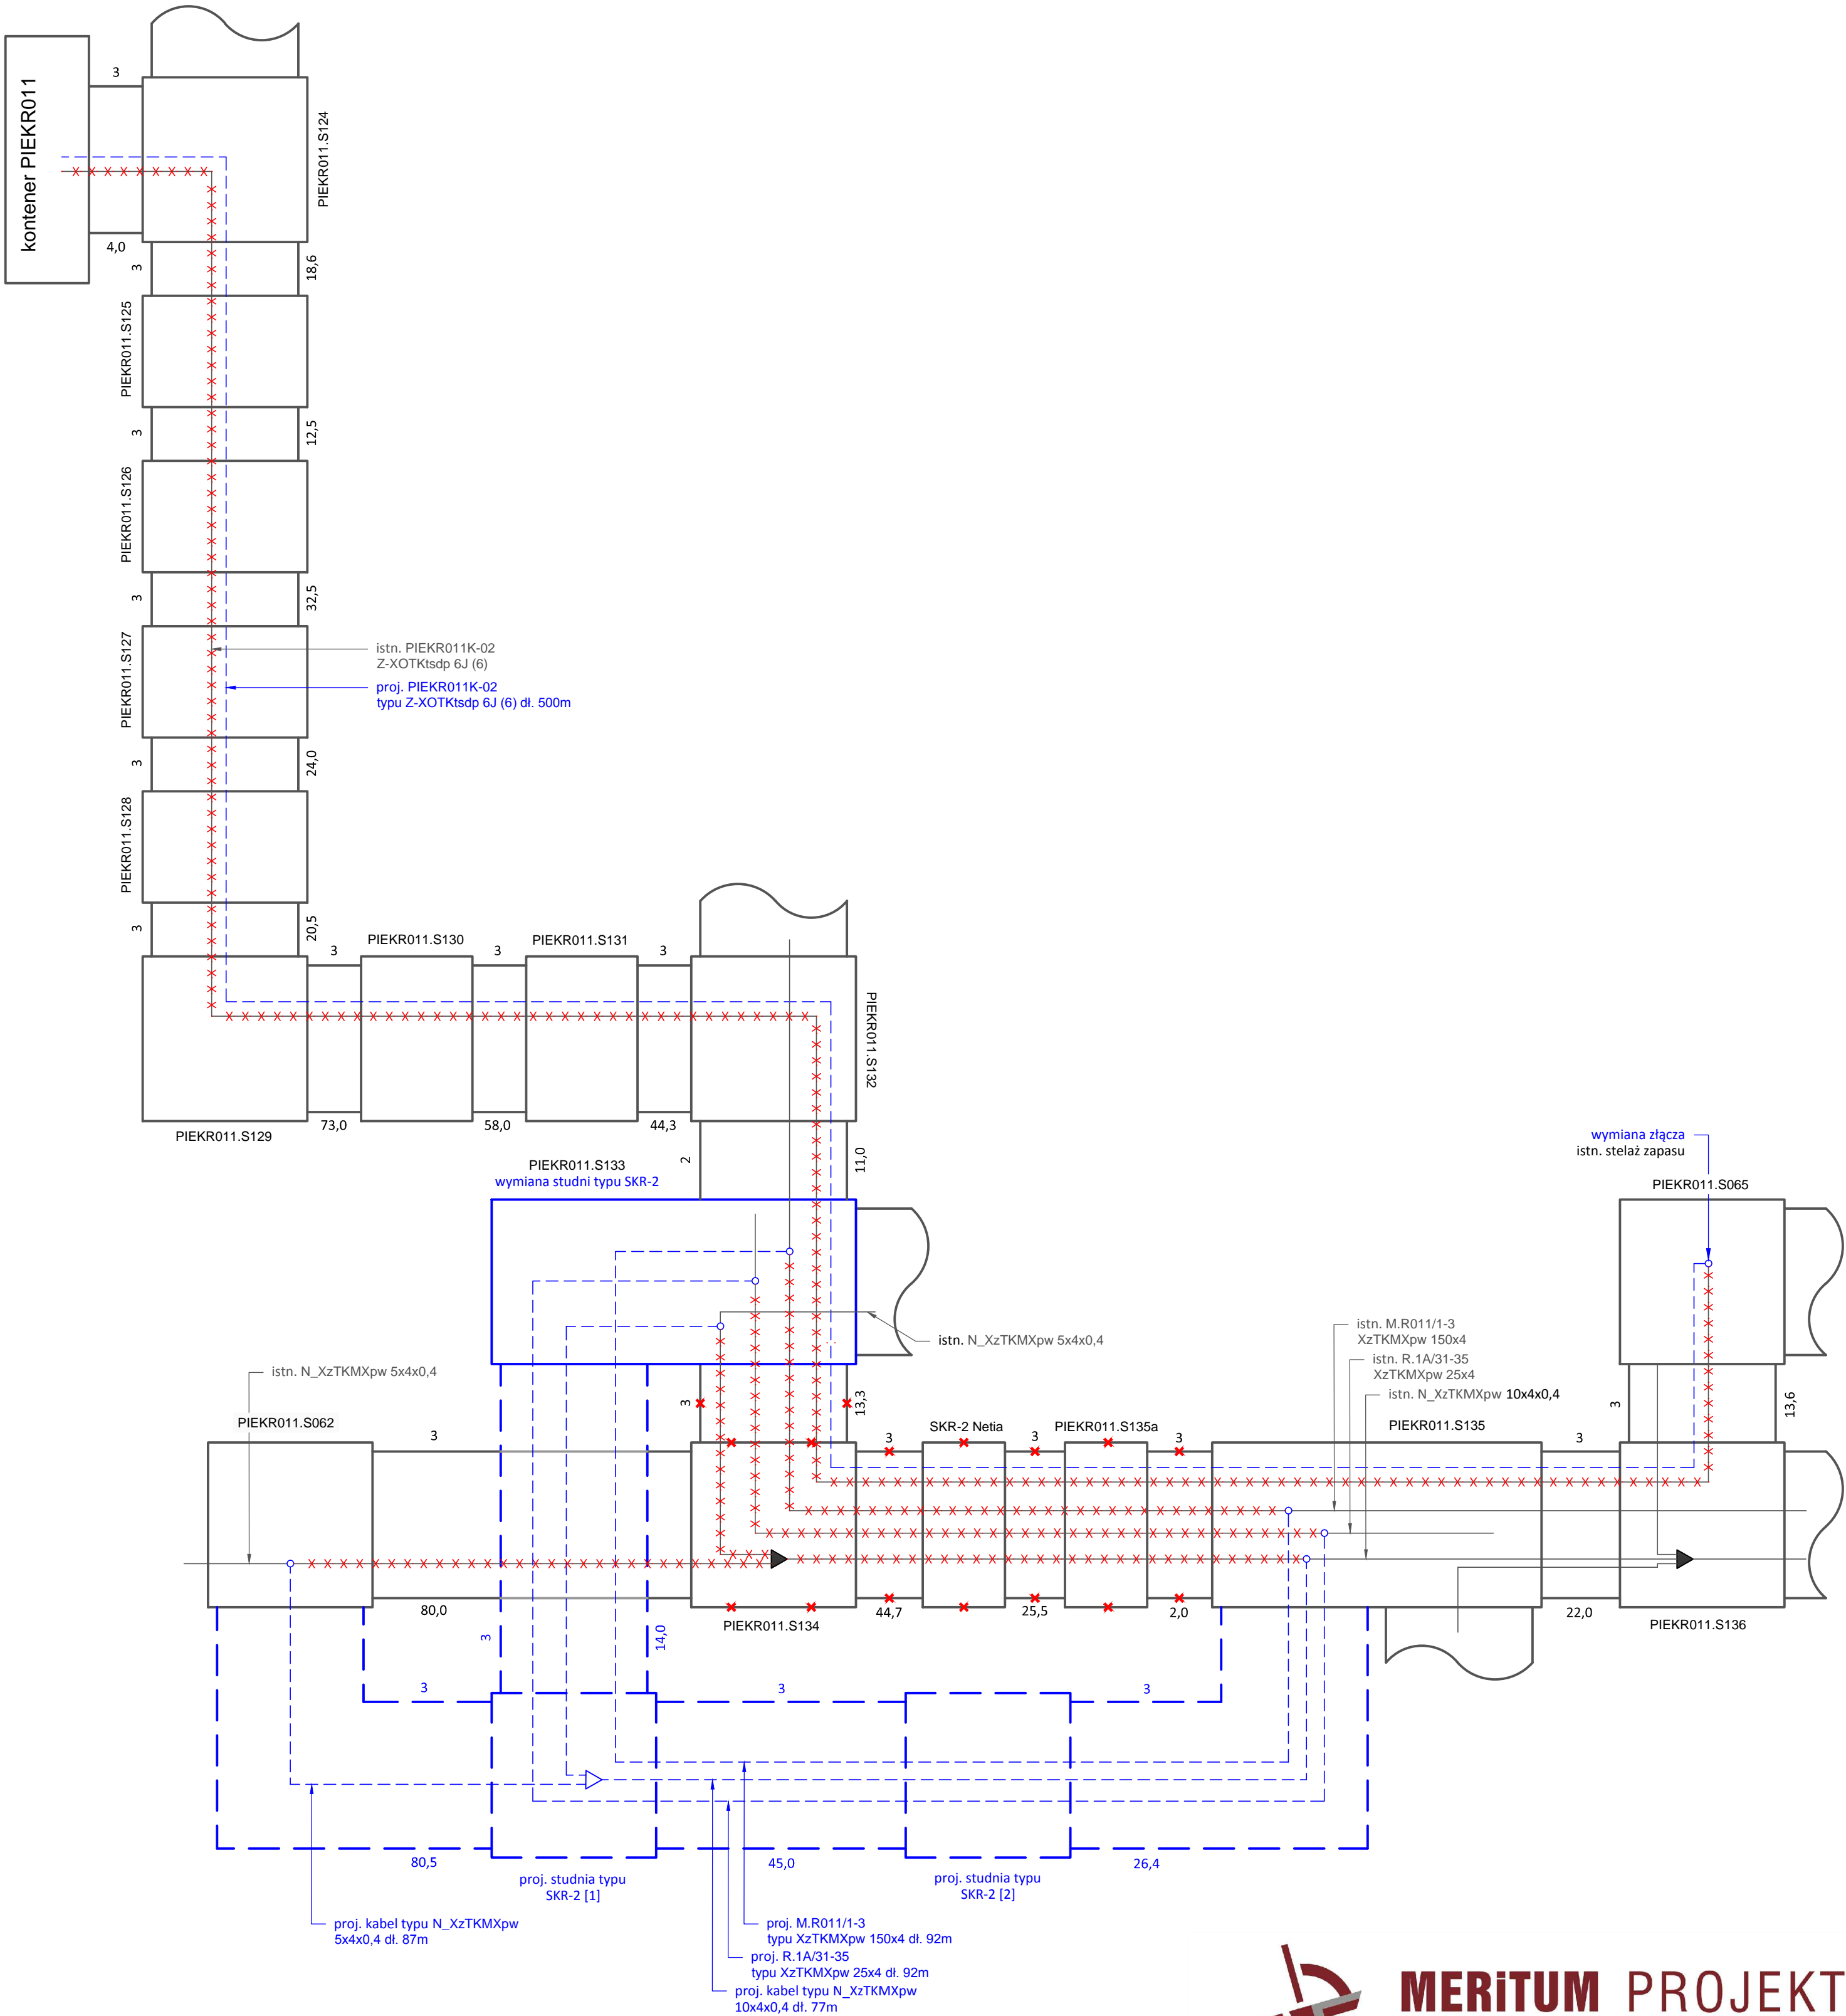 kontener PIEKR011
3
4,0
PIEKR011.S124
3
18,6
PIEKR011.S125
3
12,5
PIEKR011.S126
3
32,5
PIEKR011.S127
istn. PIEKR011K-02
Z-XOTKtsdp 6J (6)
proj. PIEKR011K-02
typu Z-XOTKtsdp 6J (6) dł. 500m
3
24,0
PIEKR011.S128
3
20,5
PIEKR011.S129
3
73,0
PIEKR011.S130
3
58,0
PIEKR011.S131
3
44,3
PIEKR011.S132
2
11,0
PIEKR011.S133
wymiana studni typu SKR-2
wymiana złącza
istn. stelaż zapasu
PIEKR011.S065
istn. N_XzTKMXpw 5x4x0,4
istn. M.R011/1-3
XzTKMXpw 150x4
istn. R.1A/31-35
XzTKMXpw 25x4
istn. N_XzTKMXpw 10x4x0,4
istn. N_XzTKMXpw 5x4x0,4
3
13,3
3
13,6
PIEKR011.S062
3
80,0
PIEKR011.S134
3
44,7
SKR-2 Netia
3
25,5
PIEKR011.S135a
3
2,0
PIEKR011.S135
3
22,0
PIEKR011.S136
3
14,0
3
3
3
80,5
45,0
26,4
proj. studnia typu
SKR-2 [1]
proj. studnia typu
SKR-2 [2]
proj. kabel typu N_XzTKMXpw
5x4x0,4 dł. 87m
proj. M.R011/1-3
typu XzTKMXpw 150x4 dł. 92m
proj. R.1A/31-35
typu XzTKMXpw 25x4 dł. 92m
proj. kabel typu N_XzTKMXpw
10x4x0,4 dł. 77m
MERiTUM PROJEKT